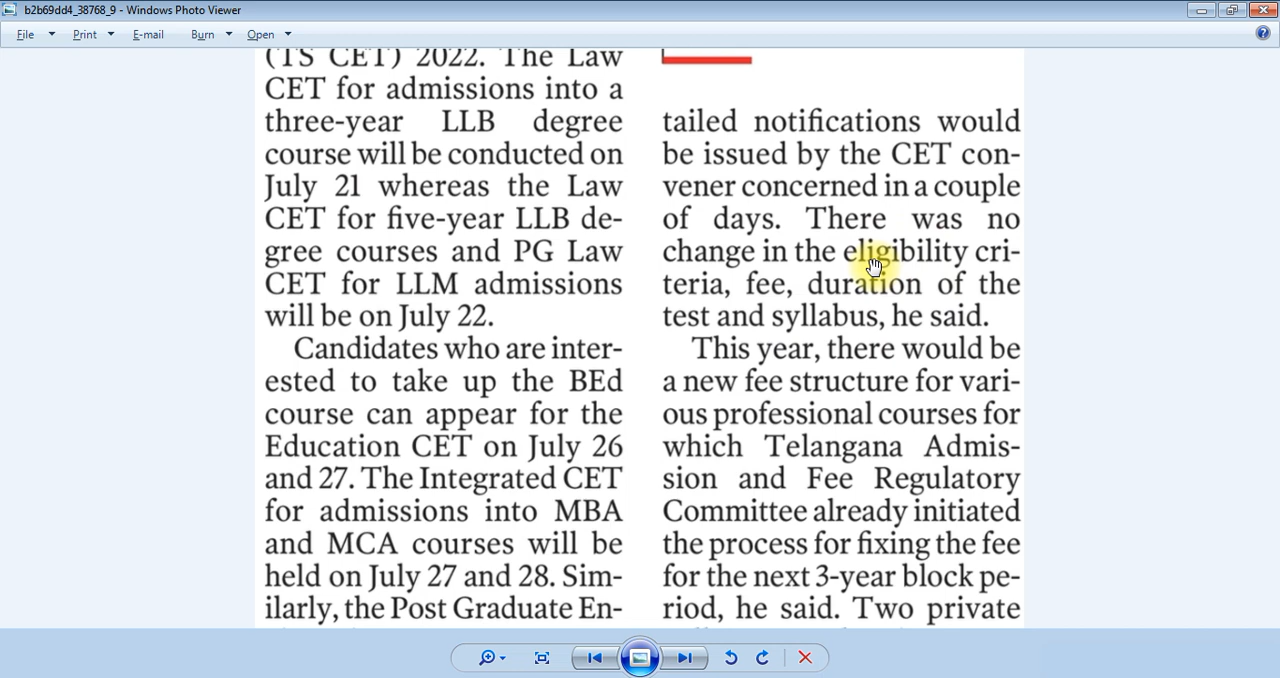 b2b69dd4_38768_9 - Windows Photo Viewer
File Print E-mail Burn Open
(TS CET) 2022. The Law
CET for admissions into a
three-year LLB degree
course will be conducted on
July 21 whereas the Law
CET for five-year LLB de-
gree courses and PG Law
CET for LLM admissions
will be on July 22.
Candidates who are inter-
ested to take up the BEd
course can appear for the
Education CET on July 26
and 27. The Integrated CET
for admissions into MBA
and MCA courses will be
held on July 27 and 28. Sim-
ilarly, the Post Graduate En-
tailed notifications would
be issued by the CET con-
vener concerned in a couple
of days. There was no
change in the eligibility cri-
teria, fee, duration of the
test and syllabus, he said.
This year, there would be
a new fee structure for vari-
ous professional courses for
which Telangana Admis-
sion and Fee Regulatory
Committee already initiated
the process for fixing the fee
for the next 3-year block pe-
riod, he said. Two private